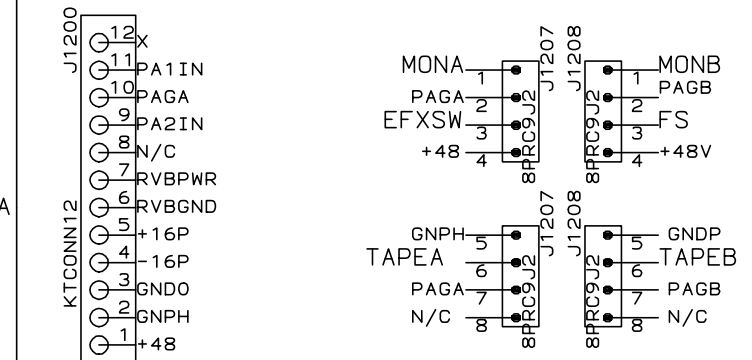 J1200
KTCONN12
12 X
11 PA1IN
10 PAGA
9 PA2IN
8 N/C
7 RVBPWR
6 RVBGND
5 +16P
4 -16P
3 GNDO
2 GNPH
1 +48
A
J1207
8PRC9J2
MONA 1
PAGA 2
EFXSW 3
+48 4
J1208
8PRC9J2
1 MONB
2 PAGB
3 FS
4 +48V
J1207
8PRC9J2
GNPH 5
TAPEA 6
PAGA 7
N/C 8
J1208
8PRC9J2
5 GNDP
6 TAPEB
7 PAGB
8 N/C